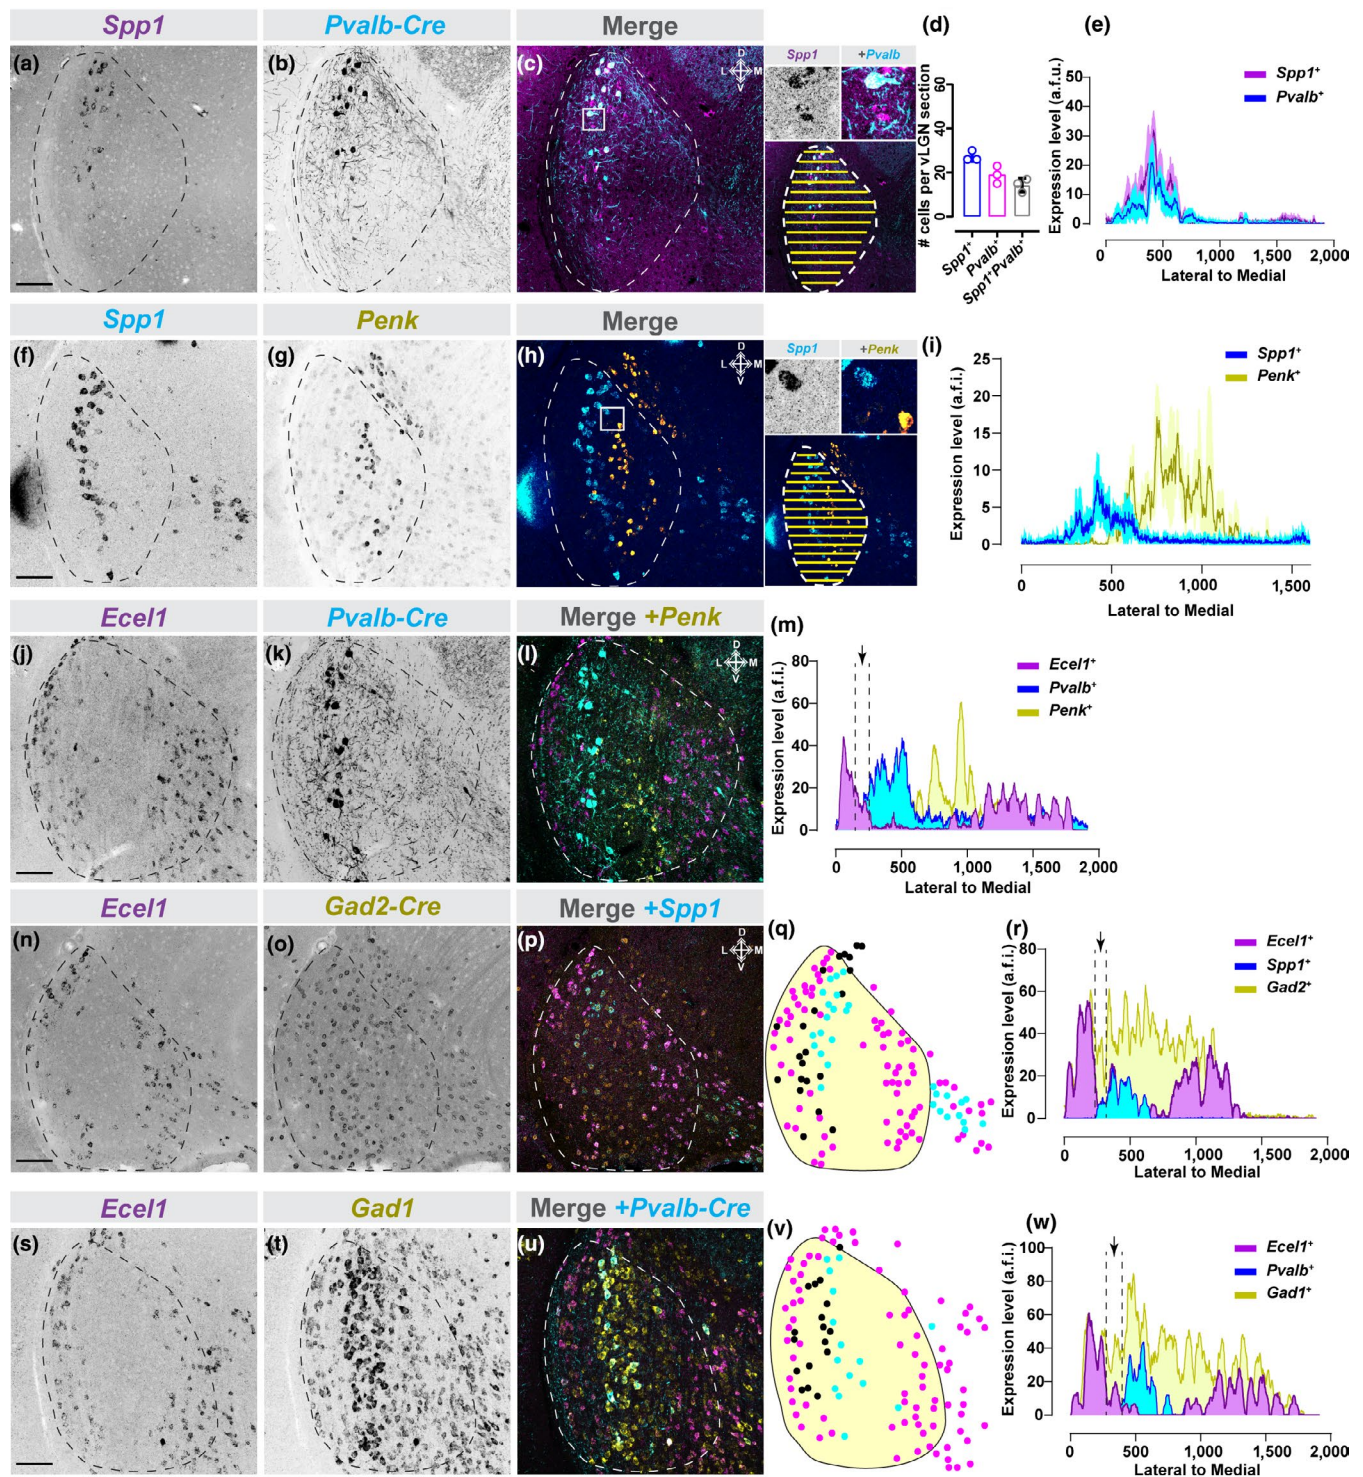 Spp1
Pvalb-Cre
Merge
(a)
(b)
(c)
D
L M
V
Spp1
+Pvalb
(d)
# cells per vLGN section
60
40
20
0
Spp1+
Pvalb+
Spp1+Pvalb+
(e)
Expression level (a.f.u.)
50
40
30
20
10
0
Spp1+
Pvalb+
0 500 1,000 1,500 2,000
Lateral to Medial
Spp1
Penk
Merge
(f)
(g)
(h)
D
L M
V
Spp1
+Penk
(i)
Expression level (a.f.i.)
25
20
15
10
5
0
Spp1+
Penk+
0 500 1,000 1,500
Lateral to Medial
Ecel1
Pvalb-Cre
Merge +Penk
(j)
(k)
(l)
D
L M
V
(m)
Expression level (a.f.i.)
80
60
40
20
0
Ecel1+
Pvalb+
Penk+
0 500 1,000 1,500 2,000
Lateral to Medial
Ecel1
Gad2-Cre
Merge +Spp1
(n)
(o)
(p)
D
L M
V
(q)
(r)
Expression level (a.f.i.)
80
60
40
20
0
Ecel1+
Spp1+
Gad2+
0 500 1,000 1,500 2,000
Lateral to Medial
Ecel1
Gad1
Merge +Pvalb-Cre
(s)
(t)
(u)
(v)
(w)
Expression level (a.f.i.)
100
80
60
40
20
0
Ecel1+
Pvalb+
Gad1+
0 500 1,000 1,500 2,000
Lateral to Medial